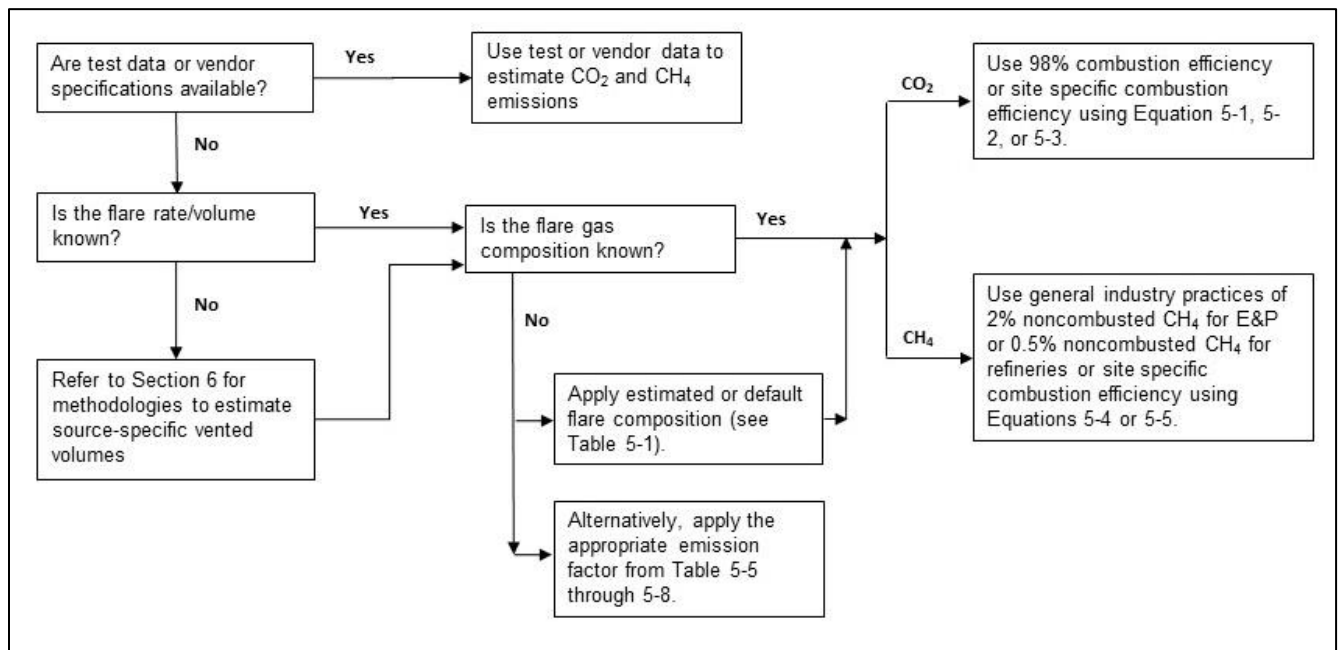 Are test data or vendor
specifications available?
Yes
Use test or vendor data to
estimate CO₂ and CH₄
emissions
No
Is the flare rate/volume
known?
Yes
Is the flare gas
composition known?
Yes
No
Refer to Section 6 for
methodologies to estimate
source-specific vented
volumes
No
Apply estimated or default
flare composition (see
Table 5-1).
Alternatively, apply the
appropriate emission
factor from Table 5-5
through 5-8.
CO₂
Use 98% combustion efficiency
or site specific combustion
efficiency using Equation 5-1, 5-
2, or 5-3.
CH₄
Use general industry practices of
2% noncombusted CH₄ for E&P
or 0.5% noncombusted CH₄ for
refineries or site specific
combustion efficiency using
Equations 5-4 or 5-5.